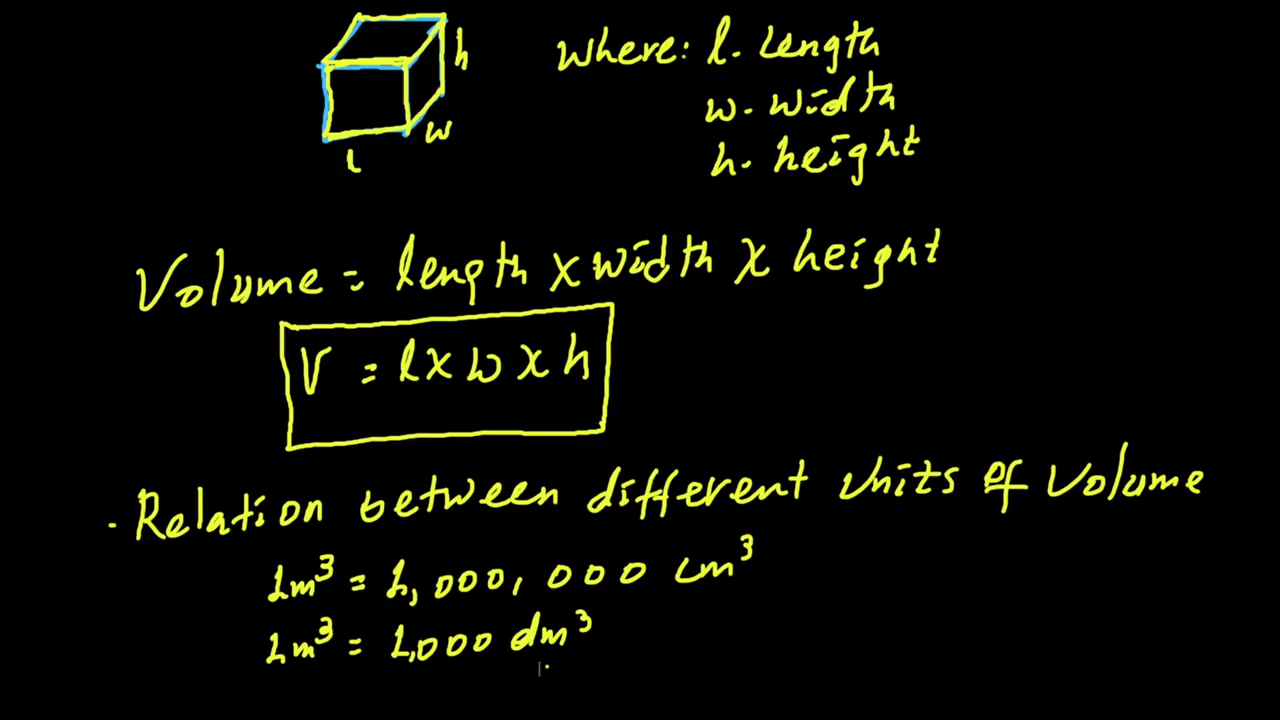 h
w
l
where: l. length
w. width
h. height
Volume = length x width x height
V = l x w x h
. Relation between different units of volume
1m³ = 1,000,000 cm³
1m³ = 1,000 dm³